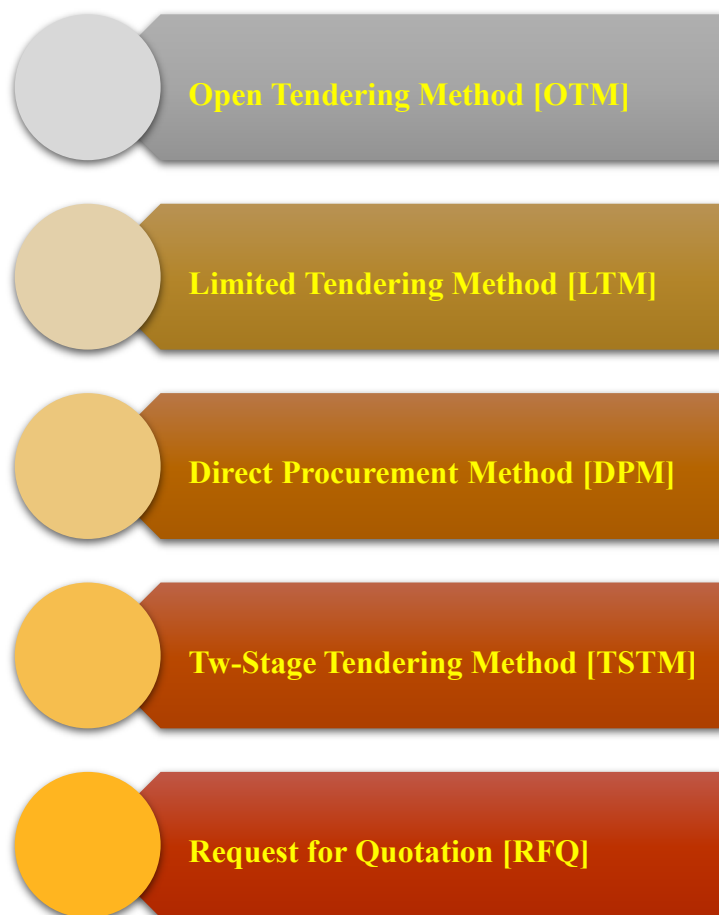 Open Tendering Method [OTM]
Limited Tendering Method [LTM]
Direct Procurement Method [DPM]
Tw-Stage Tendering Method [TSTM]
Request for Quotation [RFQ]